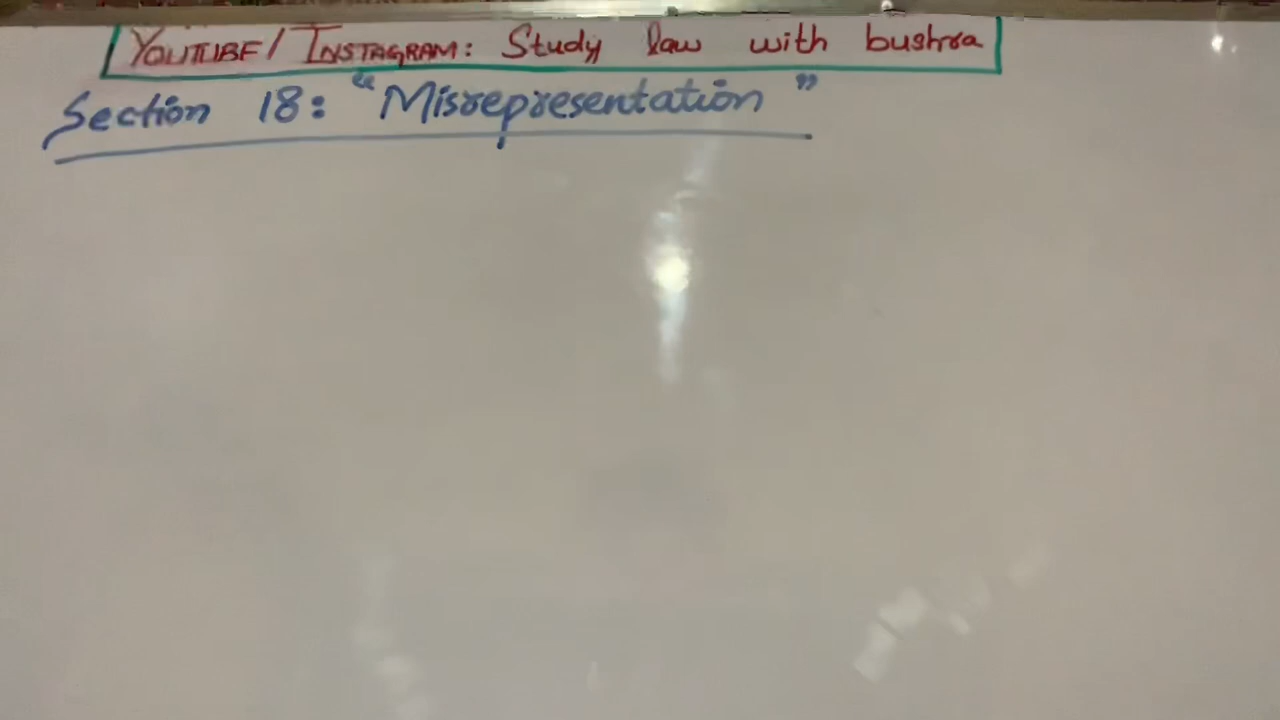 YOUTUBE/ INSTAGRAM: Study law with bushra
Section 18: "Misrepresentation"